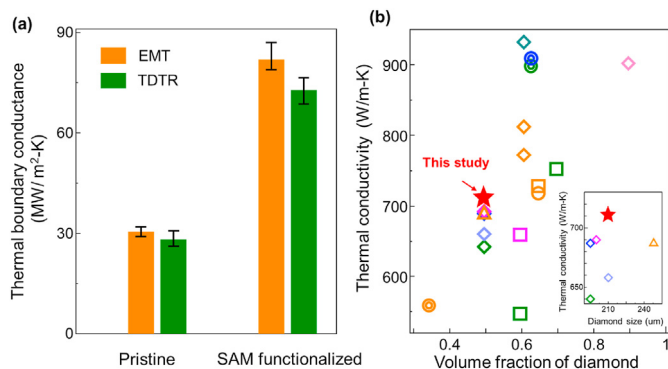 (a)
Thermal boundary conductance
(MW/ m²-K)
90
60
30
0
EMT
TDTR
Pristine
SAM functionalized
(b)
Thermal conductivity (W/m-K)
900
800
700
600
This study
0.4
0.6
0.8
1
Volume fraction of diamond
Thermal conductivity (W/m-K)
700
650
210
240
Diamond size (um)